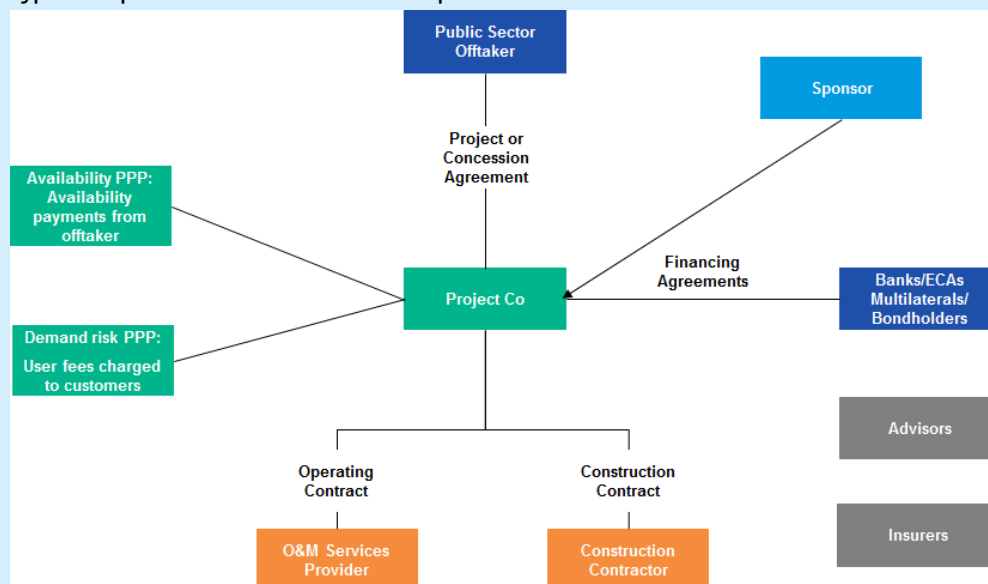 Public Sector
Offtaker
Sponsor
Project or
Concession
Agreement
Availability PPP:
Availability
payments from
offtaker
Financing
Agreements
Project Co
Banks/ECAs
Multilaterals/
Bondholders
Demand risk PPP:
User fees charged
to customers
Advisors
Operating
Contract
Construction
Contract
Insurers
O&M Services
Provider
Construction
Contractor